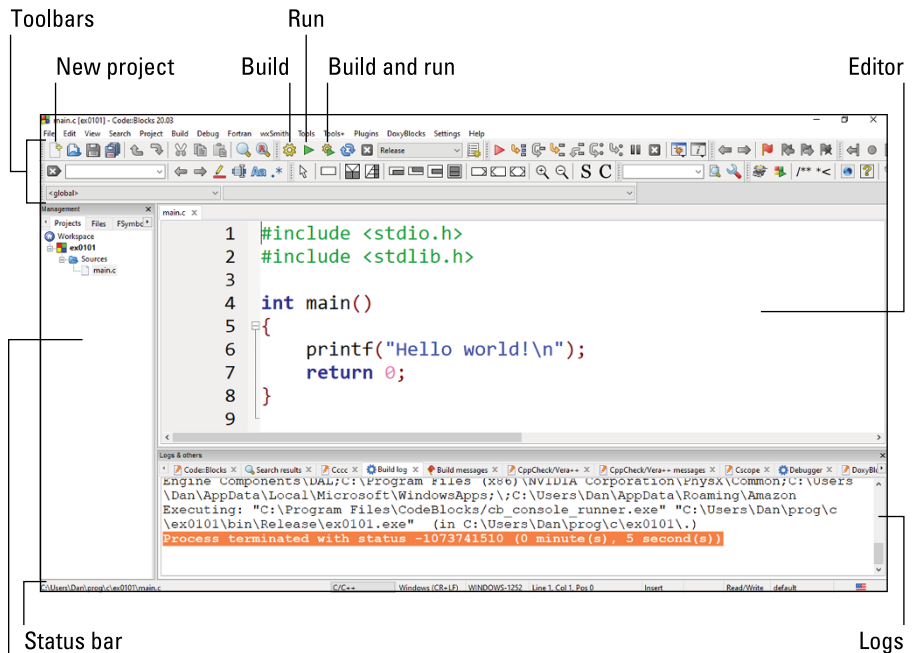 Toolbars
Run
New project
Build
Build and run
Editor
main.c [ex0101] - Code::Blocks 20.03
File Edit View Search Project Build Debug Fortran wxSmith Tools Tools+ Plugins DoxyBlocks Settings Help
Release
Aa .*
S C
/** *<
<global>
Management
Projects Files FSymbc
Workspace
ex0101
Sources
main.c
main.c
1 #include <stdio.h>
2 #include <stdlib.h>
3
4 int main()
5 {
6 printf("Hello world!\n");
7 return 0;
8 }
9
Logs & others
Code::Blocks Search results Cccc Build log Build messages CppCheck/Vera++ CppCheck/Vera++ messages Cscope Debugger DoxyBl
Engine Components\DAL;C:\Program Files (x86)\NVIDIA Corporation\PhysX\Common;C:\Users
\Dan\AppData\Local\Microsoft\WindowsApps;\;C:\Users\Dan\AppData\Roaming\Amazon
Executing: "C:\Program Files\CodeBlocks/cb_console_runner.exe" "C:\Users\Dan\prog\c
\ex0101\bin\Release\ex0101.exe" (in C:\Users\Dan\prog\c\ex0101\.)
Process terminated with status -1073741510 (0 minute(s), 5 second(s))
C:\Users\Dan\prog\c\ex0101\main.c C/C++ Windows (CR+LF) WINDOWS-1252 Line 1, Col 1, Pos 0 Insert Read/Write default
Status bar
Logs